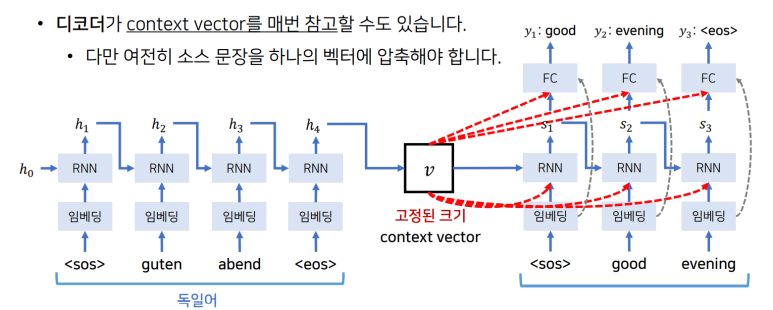 • 디코더가 context vector를 매번 참고할 수도 있습니다.
• 다만 여전히 소스 문장을 하나의 벡터에 압축해야 합니다.
y₁: good y₂: evening y₃: <eos>
FC FC FC
h₁ h₂ h₃ h₄ s₁ s₂ s₃
h₀ RNN RNN RNN RNN v RNN RNN RNN
임베딩 임베딩 임베딩 임베딩 고정된 크기 임베딩 임베딩 임베딩
context vector
<sos> guten abend <eos> <sos> good evening
독일어